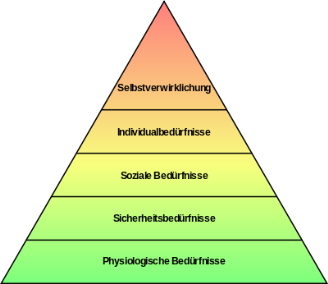 Selbstverwirklichung
Individualbedürfnisse
Soziale Bedürfnisse
Sicherheitsbedürfnisse
Physiologische Bedürfnisse